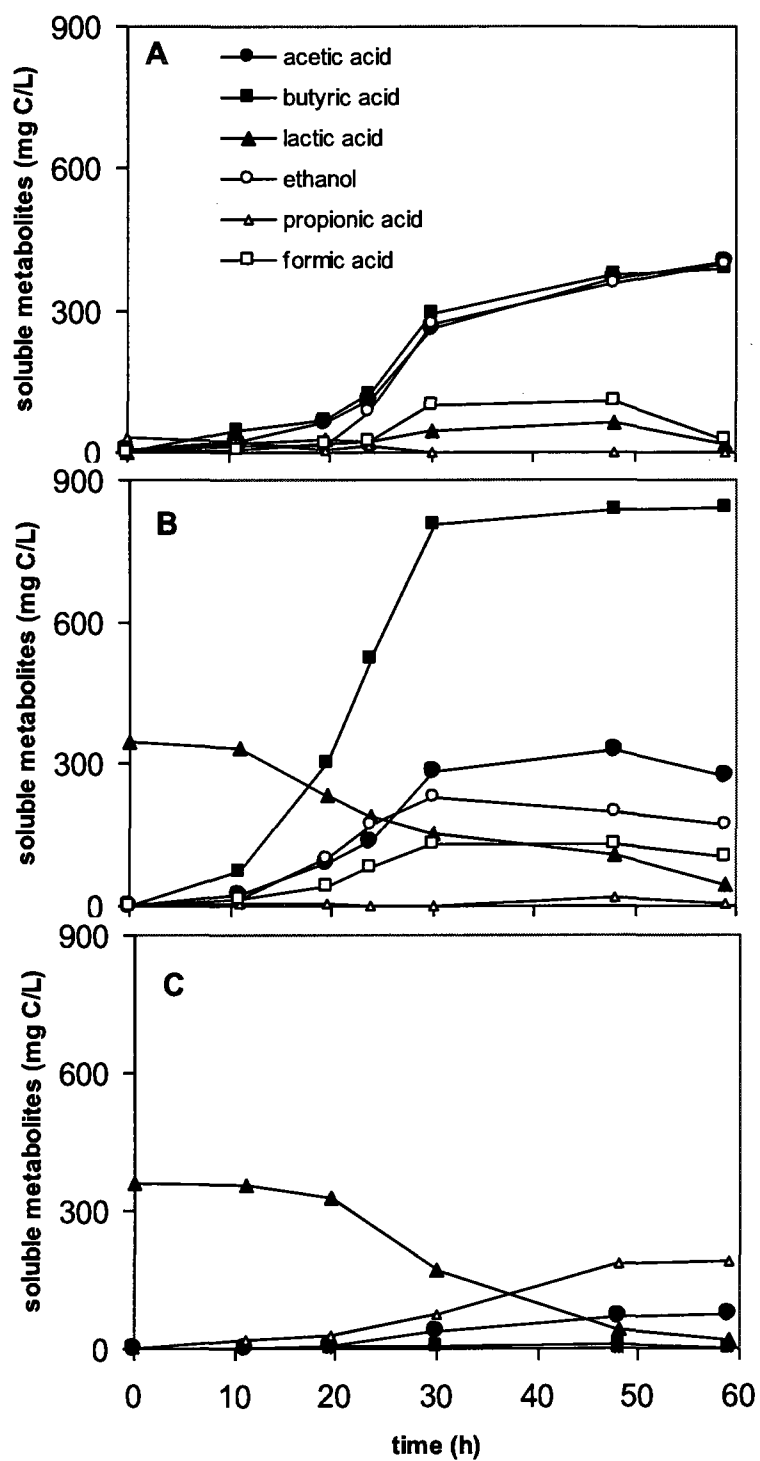 900
A
acetic acid
butyric acid
lactic acid
ethanol
propionic acid
formic acid
600
300
0
soluble metabolites (mg C/L)
900
B
600
300
0
soluble metabolites (mg C/L)
900
C
600
300
0
soluble metabolites (mg C/L)
0 10 20 30 40 50 60
time (h)